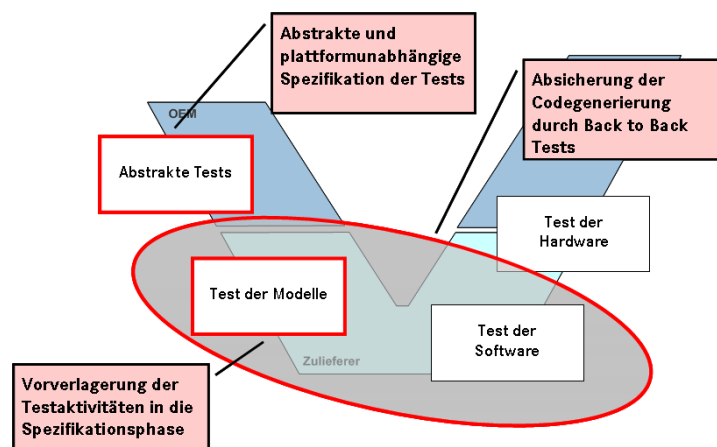 Abstrakte und
plattformunabhängige
Spezifikation der Tests
Absicherung der
Codegenerierung
durch Back to Back
Tests
OEM
Abstrakte Tests
Test der
Hardware
Test der Modelle
Test der
Software
Zulieferer
Vorverlagerung der
Testaktivitäten in die
Spezifikationsphase